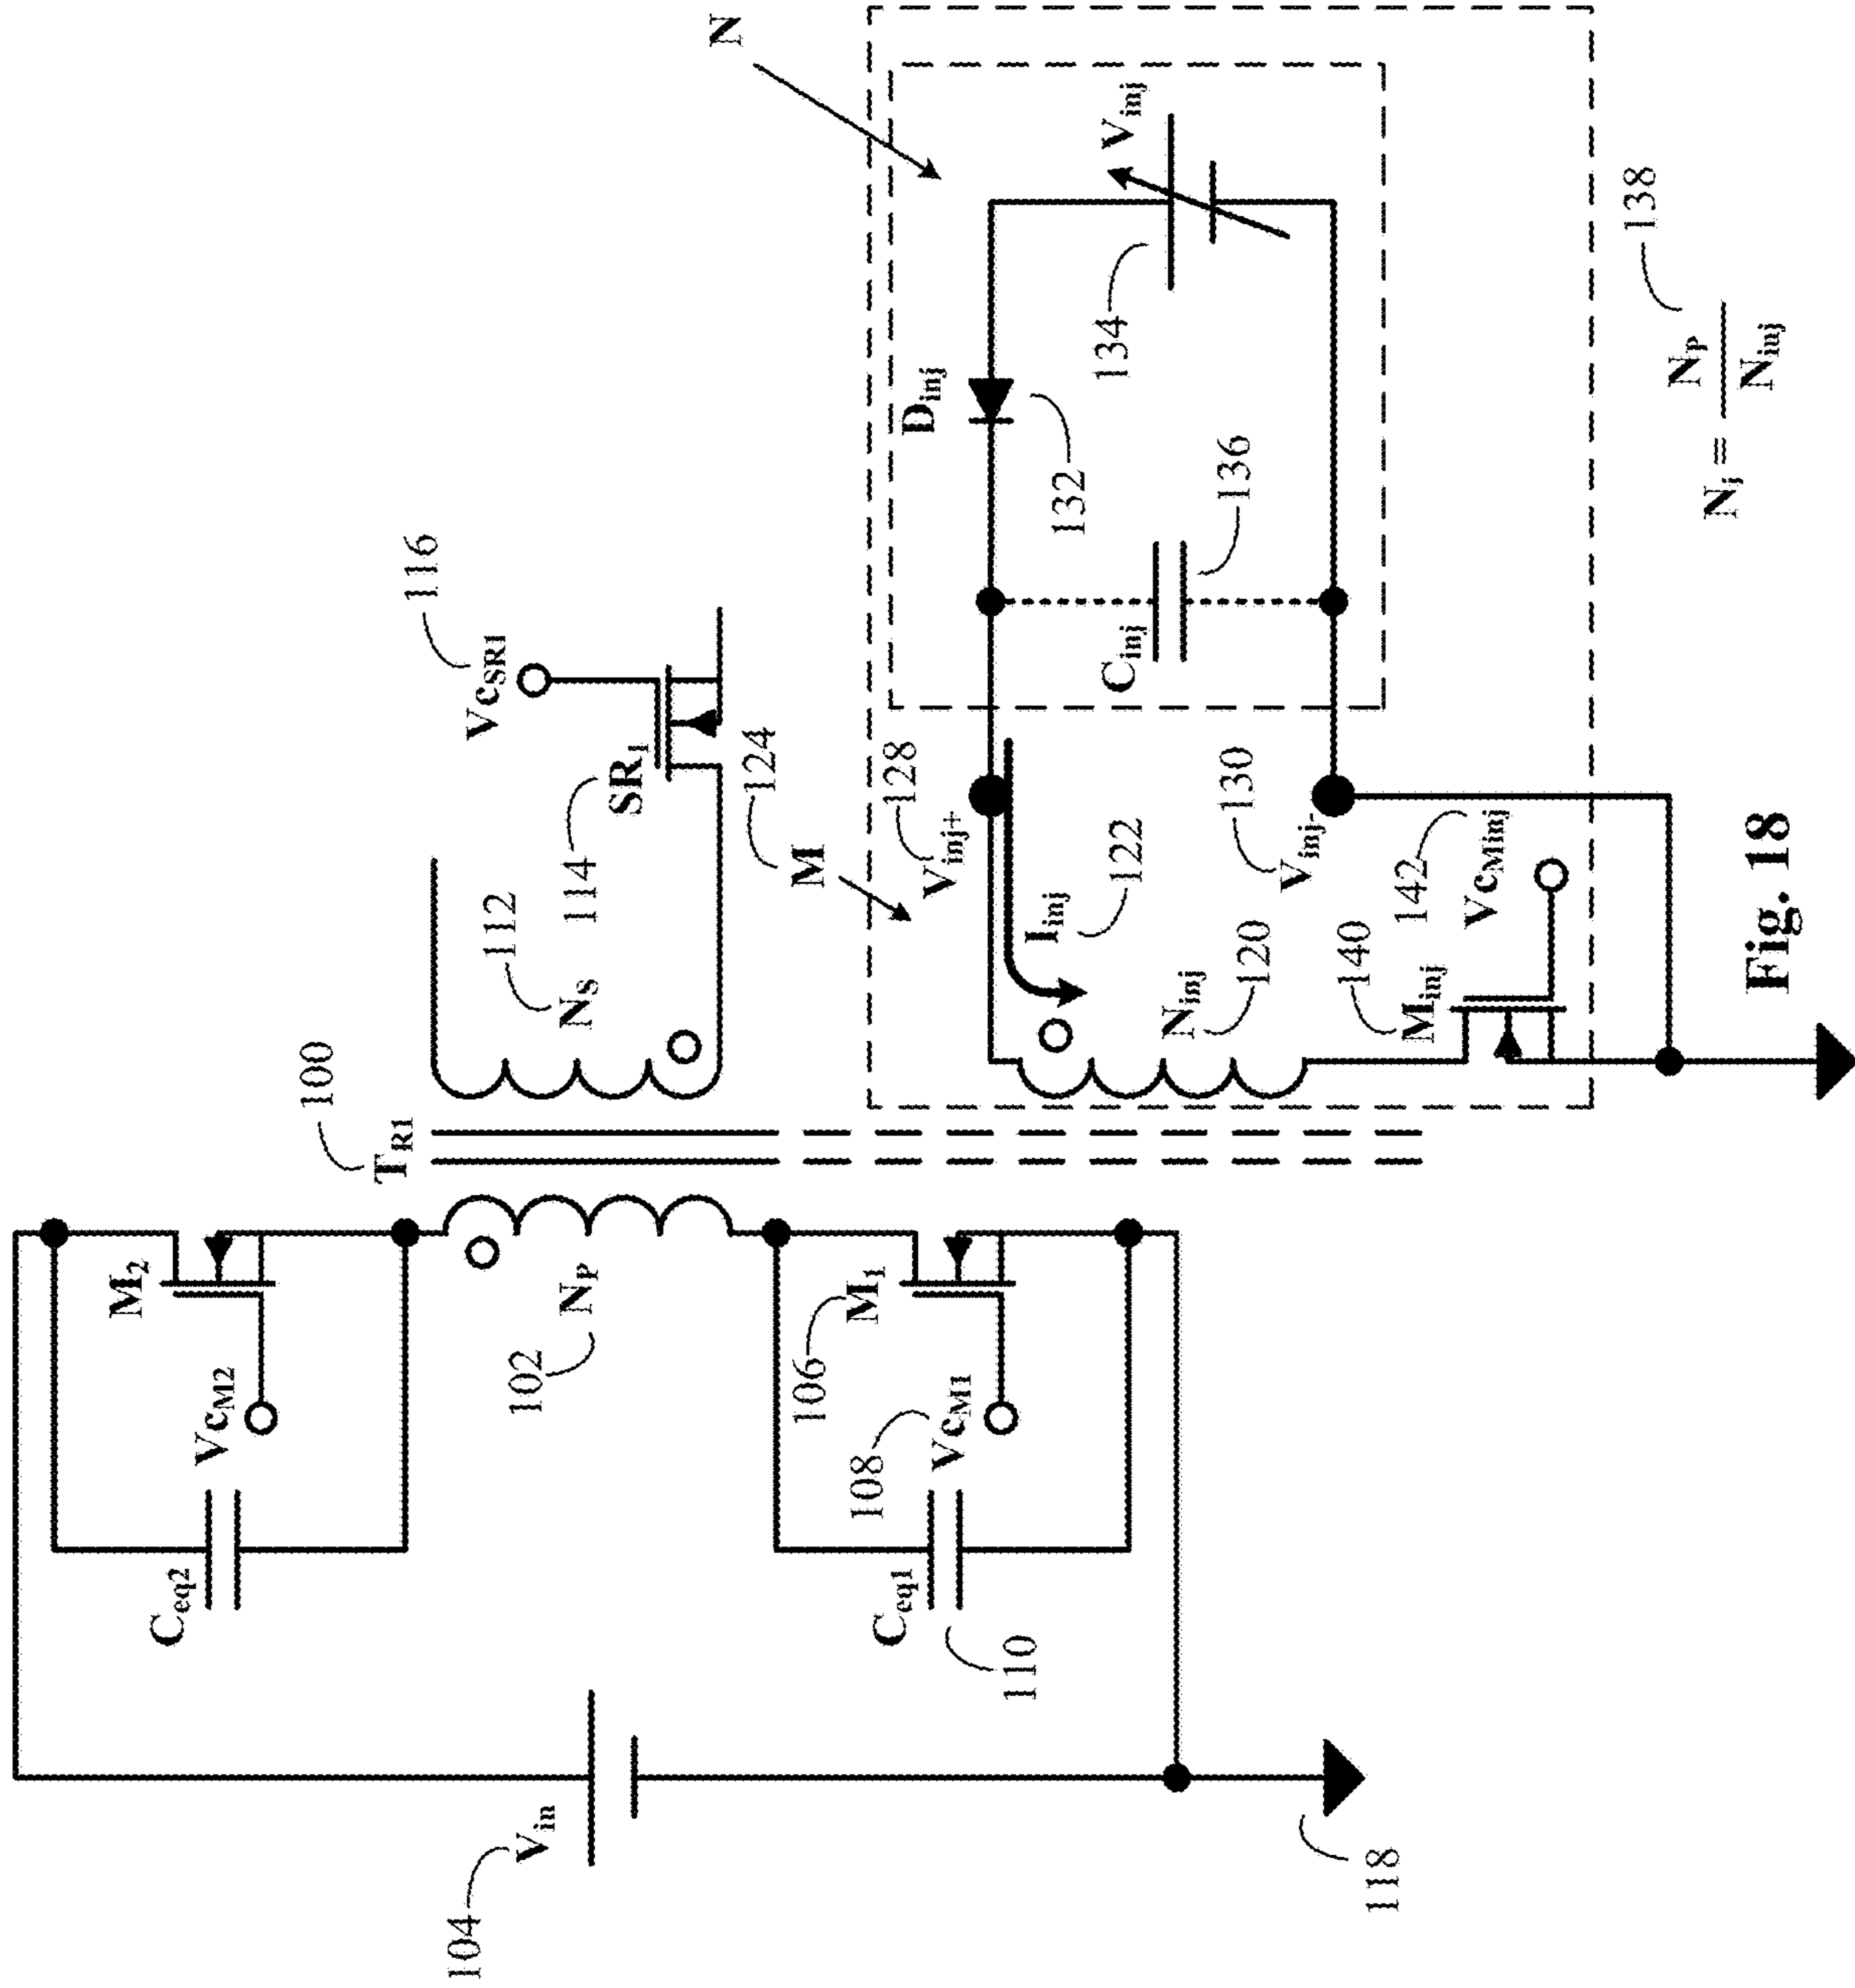 104
V_in
C_eq2
M_2
Vc_M2
102
N_P
C_eq1
110
108
Vc_M1
106
M_1
118
100
T_R1
112
N_S
114
SR_1
Vc_SR1
116
124
M
128
V_inj+
I_inj
122
N_inj
120
130
V_inj-
140
M_inj
142
Vc_Minj
N
D_inj
132
C_inj
136
134
V_inj
138
N_i = N_P / N_inj
Fig. 18